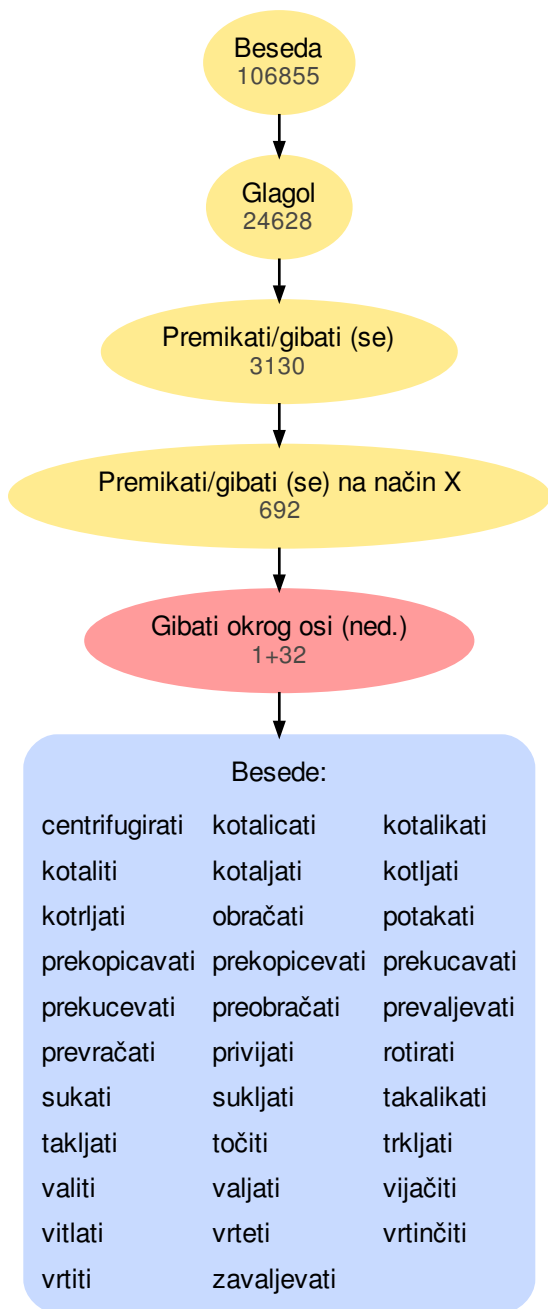 Beseda
106855
Glagol
24628
Premikati/gibati (se)
3130
Premikati/gibati (se) na način X
692
Gibati okrog osi (ned.)
1+32
Besede:
centrifugirati kotalicati kotalikati
kotaliti kotaljati kotljati
kotrljati obračati potakati
prekopicavati prekopicevati prekucavati
prekucevati preobračati prevaljevati
prevračati privijati rotirati
sukati sukljati takalikati
takljati točiti trkljati
valiti valjati vijačiti
vitlati vrteti vrtinčiti
vrtiti zavaljevati